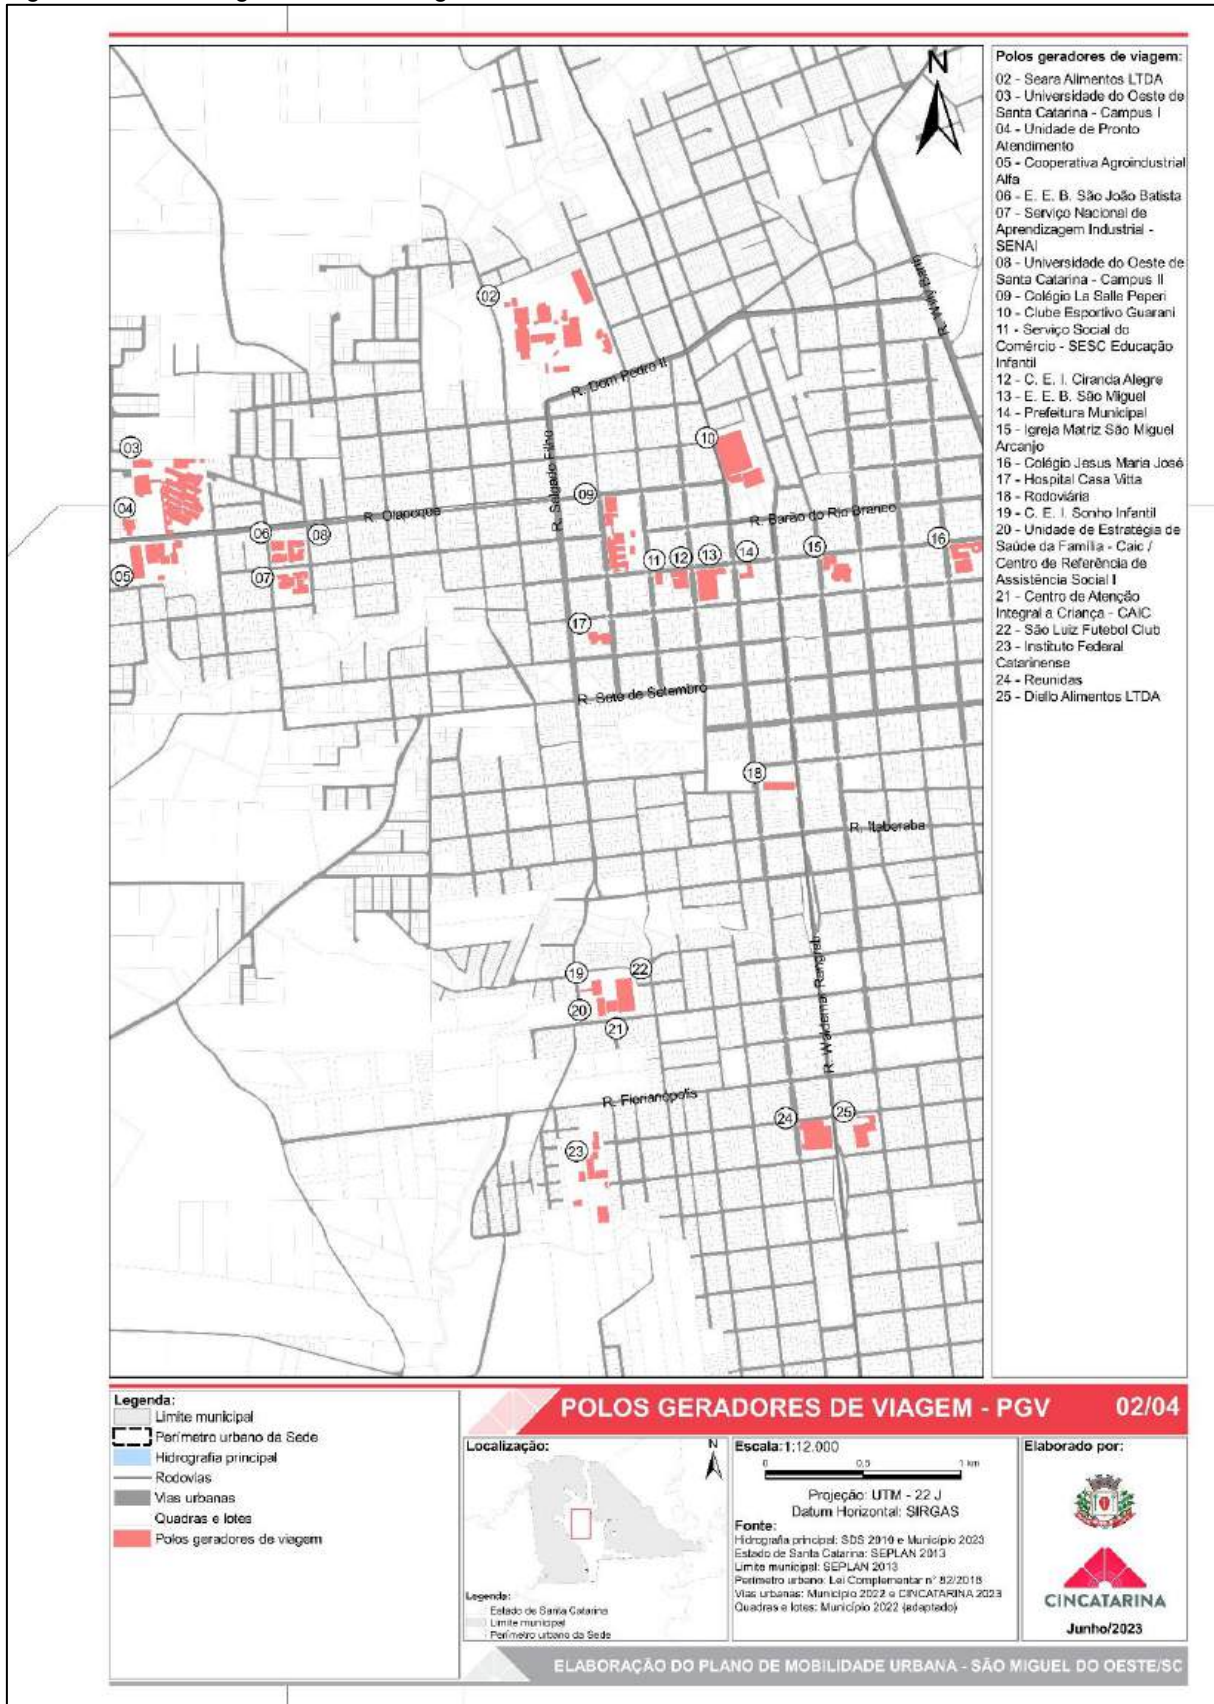 N
Polos geradores de viagem:
02 - Seara Alimentos LTDA
03 - Universidade do Oeste de
Santa Catarina - Campus I
04 - Unidade de Pronto
Atendimento
05 - Cooperativa Agroindustrial
Alfa
06 - E. E. B. São João Batista
07 - Serviço Nacional de
Aprendizagem Industrial -
SENAI
08 - Universidade do Oeste de
Santa Catarina - Campus II
09 - Colégio La Salle Peperi
10 - Clube Esportivo Guarani
11 - Serviço Social do
Comércio - SESC Educação
Infantil
12 - C. E. I. Ciranda Alegre
13 - E. E. B. São Miguel
14 - Prefeitura Municipal
15 - Igreja Matriz São Miguel
Arcanjo
16 - Colégio Jesus Maria José
17 - Hospital Casa Vitta
18 - Rodoviária
19 - C. E. I. Sonho Infantil
20 - Unidade de Estratégia de
Saúde da Família - Caic /
Centro de Referência de
Assistência Social I
21 - Centro de Atenção
Integral a Criança - CAIC
22 - São Luiz Futebol Club
23 - Instituto Federal
Catarinense
24 - Reunidas
25 - Diello Alimentos LTDA
R. Willy Barth
02
R. Dom Pedro II
03
10
R. Salgado Filho
09
04
R. Oiapoque
R. Barão do Rio Branco
06
08
16
11
12
13
14
15
05
07
17
R. Sete de Setembro
18
R. Itaberaba
R. Waldemar Rangrab
19
22
20
21
R. Florianópolis
24
25
23
Legenda:
Limite municipal
Perímetro urbano da Sede
Hidrografia principal
Rodovias
Vias urbanas
Quadras e lotes
Polos geradores de viagem
POLOS GERADORES DE VIAGEM - PGV
02/04
Localização:
N
Legenda:
Estado de Santa Catarina
Limite municipal
Perímetro urbano da Sede
Escala:1:12.000
0
0,5
1 km
Projeção: UTM - 22 J
Datum Horizontal: SIRGAS
Fonte:
Hidrografia principal: SDS 2010 e Município 2023
Estado de Santa Catarina: SEPLAN 2013
Limite municipal: SEPLAN 2013
Perímetro urbano: Lei Complementar n° 82/2018
Vias urbanas: Município 2022 e CINCATARINA 2023
Quadras e lotes: Município 2022 (adaptado)
Elaborado por:
CINCATARINA
Junho/2023
ELABORAÇÃO DO PLANO DE MOBILIDADE URBANA - SÃO MIGUEL DO OESTE/SC